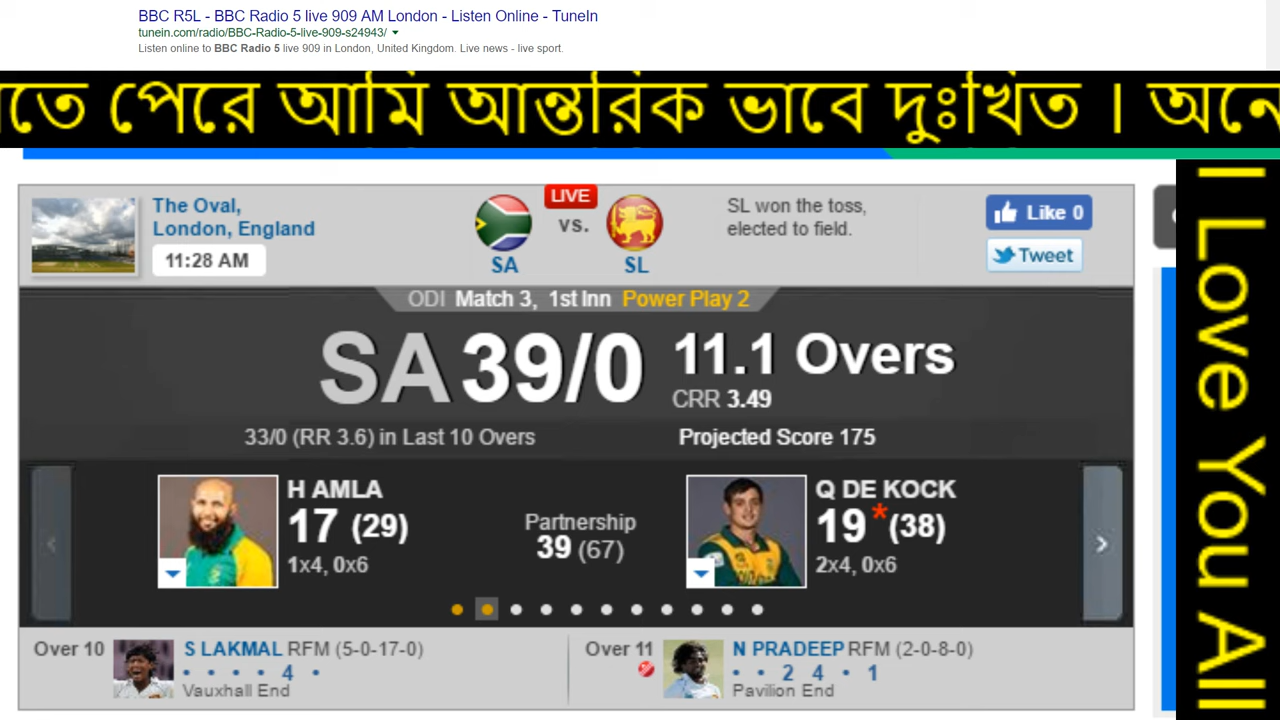 BBC R5L - BBC Radio 5 live 909 AM London - Listen Online - TuneIn
tunein.com/radio/BBC-Radio-5-live-909-s24943/
Listen online to BBC Radio 5 live 909 in London, United Kingdom. Live news - live sport.
পেরে আমি আন্তরিক ভাবে দুঃখিত ।
The Oval,
London, England
11:28 AM
LIVE
SA vs. SL
SL won the toss,
elected to field.
Like 0
Tweet
ODI Match 3, 1st Inn Power Play 2
SA 39/0
11.1 Overs
CRR 3.49
33/0 (RR 3.6) in Last 10 Overs
Projected Score 175
H AMLA
17 (29)
1x4, 0x6
Partnership
39 (67)
Q DE KOCK
19* (38)
2x4, 0x6
Over 10
S LAKMAL RFM (5-0-17-0)
• • • • 4 •
Vauxhall End
Over 11
N PRADEEP RFM (2-0-8-0)
• • 2 4 • 1
Pavilion End
I Love You All